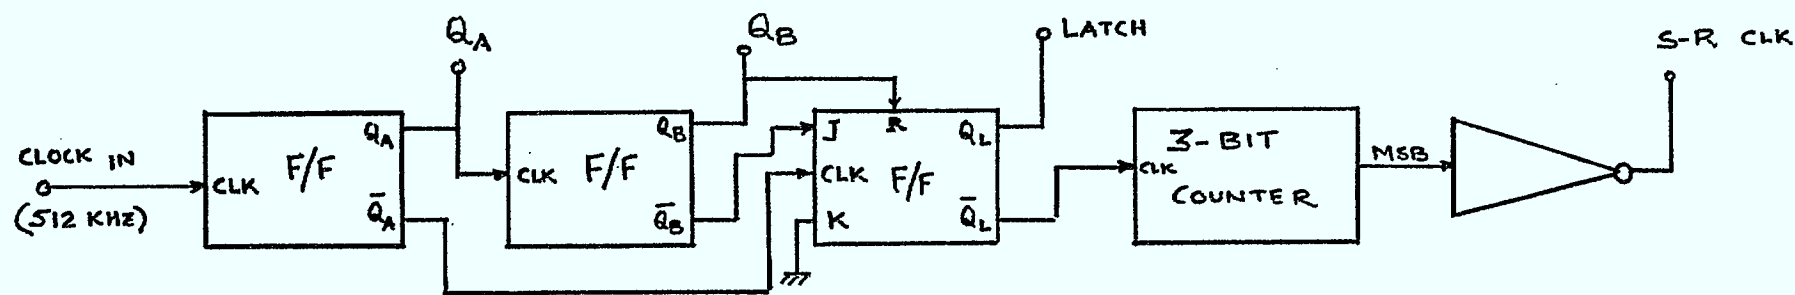 CLOCK IN
(512 KHZ)
CLK
F/F
QA
Q̅A
QA
CLK
F/F
QB
Q̅B
QB
J
R
CLK
K
F/F
QL
Q̅L
LATCH
CLK
3-BIT
COUNTER
MSB
S-R CLK